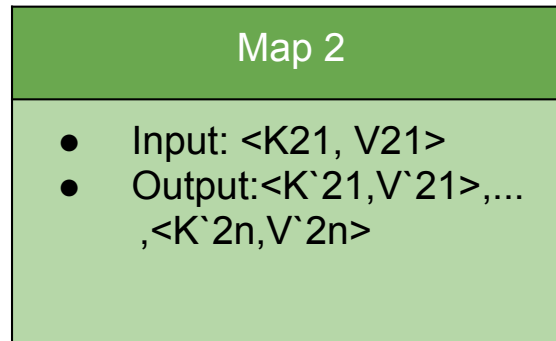 Map 2
● Input: <K21, V21>
● Output:<K`21,V`21>,...
,<K`2n,V`2n>